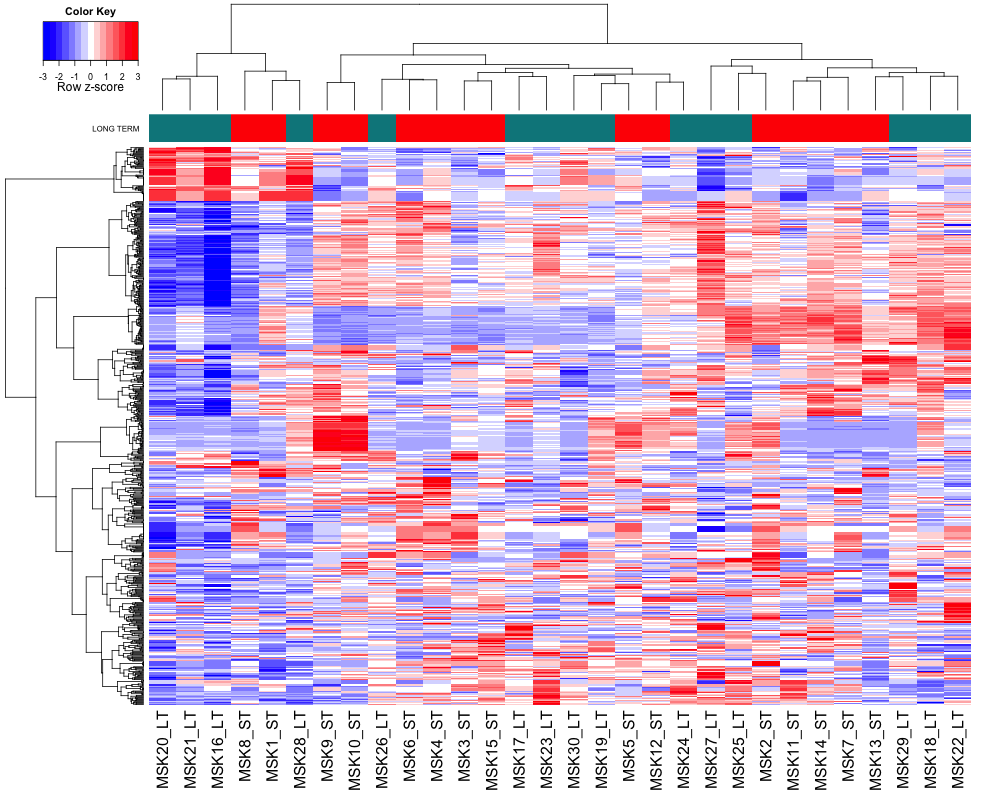 Color Key
-3 -2 -1 0 1 2 3
Row z-score
LONG TERM
MSK20_LT
MSK21_LT
MSK16_LT
MSK8_ST
MSK1_ST
MSK28_LT
MSK9_ST
MSK10_ST
MSK26_LT
MSK6_ST
MSK4_ST
MSK3_ST
MSK15_ST
MSK17_LT
MSK23_LT
MSK30_LT
MSK19_LT
MSK5_ST
MSK12_ST
MSK24_LT
MSK27_LT
MSK25_LT
MSK2_ST
MSK11_ST
MSK14_ST
MSK7_ST
MSK13_ST
MSK29_LT
MSK18_LT
MSK22_LT